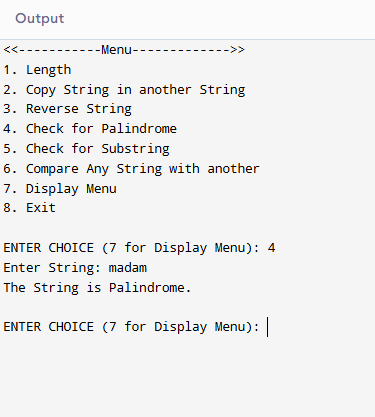 Output
<<-----------Menu------------->>
1. Length
2. Copy String in another String
3. Reverse String
4. Check for Palindrome
5. Check for Substring
6. Compare Any String with another
7. Display Menu
8. Exit
ENTER CHOICE (7 for Display Menu): 4
Enter String: madam
The String is Palindrome.
ENTER CHOICE (7 for Display Menu):